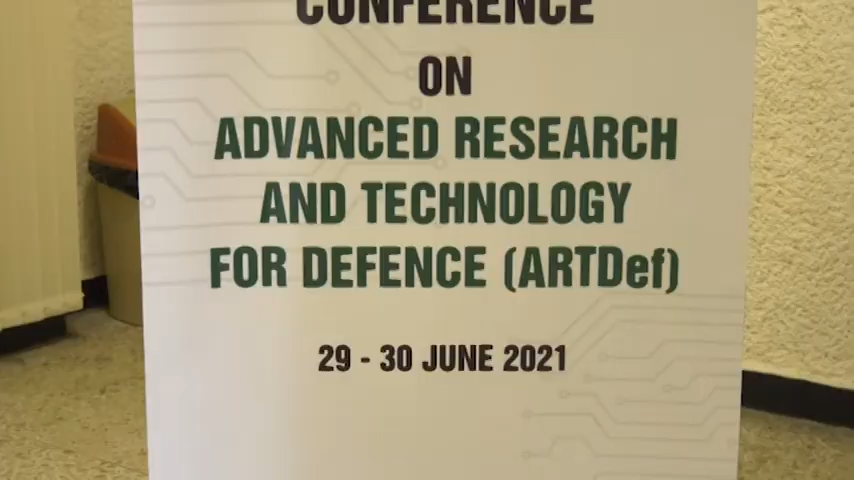 CONFERENCE
ON
ADVANCED RESEARCH
AND TECHNOLOGY
FOR DEFENCE (ARTDef)
29 - 30 JUNE 2021